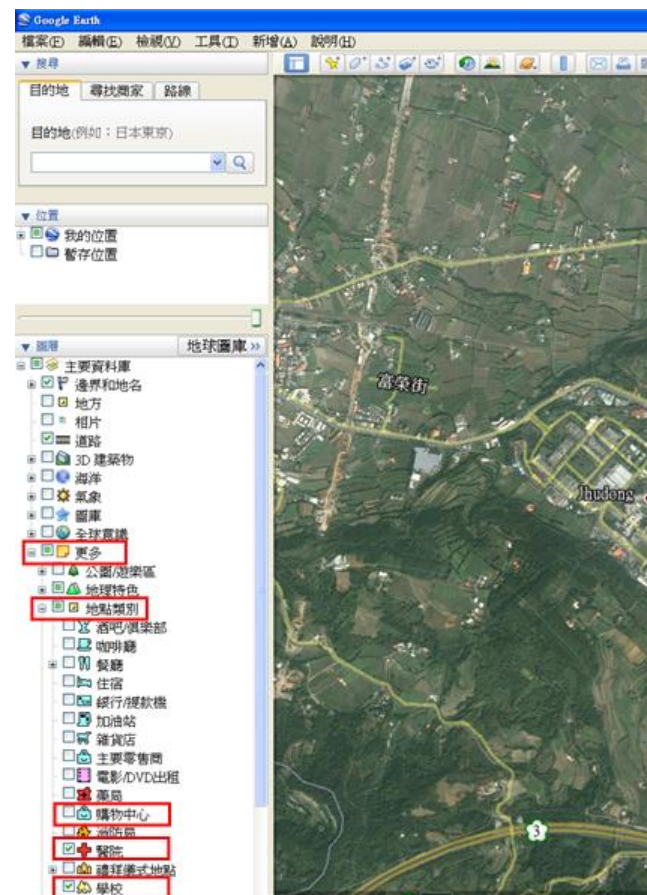 Google Earth
檔案(F) 編輯(E) 檢視(V) 工具(T) 新增(A) 說明(H)
▼ 搜尋
目的地 尋找商家 路線
目的地(例如：日本東京)
▼ 位置
我的位置
暫存位置
▼ 圖層 地球圖庫 >>
主要資料庫
邊界和地名
地方
相片
道路
3D 建築物
海洋
氣象
圖庫
全球意識
更多
公園/遊樂區
地理特色
地點類別
酒吧/俱樂部
咖啡廳
餐廳
住宿
銀行/提款機
加油站
雜貨店
主要零售商
電影/DVD出租
藥局
購物中心
消防局
醫院
禮拜儀式地點
學校
富榮街
Jhudong
3